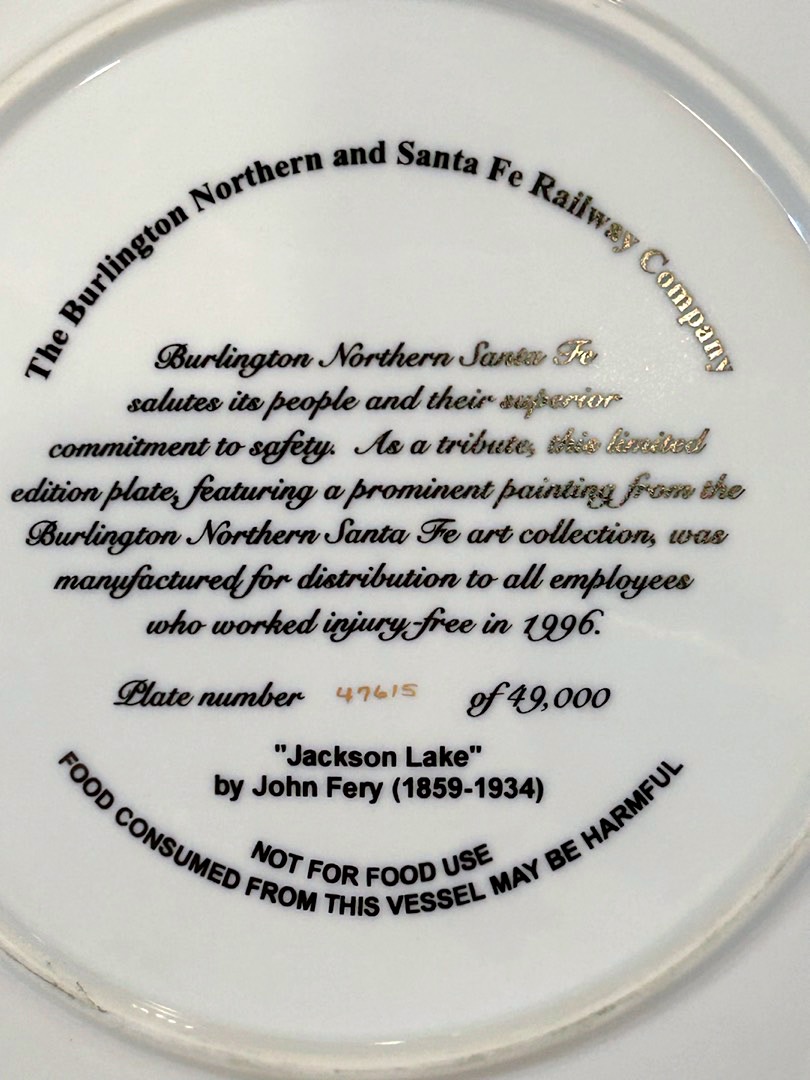 The Burlington Northern and Santa Fe Railway Company
Burlington Northern Santa Fe
salutes its people and their superior
commitment to safety. As a tribute, this limited
edition plate, featuring a prominent painting from the
Burlington Northern Santa Fe art collection, was
manufactured for distribution to all employees
who worked injury-free in 1996.
Plate number 47615 of 49,000
"Jackson Lake"
by John Fery (1859-1934)
NOT FOR FOOD USE
FOOD CONSUMED FROM THIS VESSEL MAY BE HARMFUL